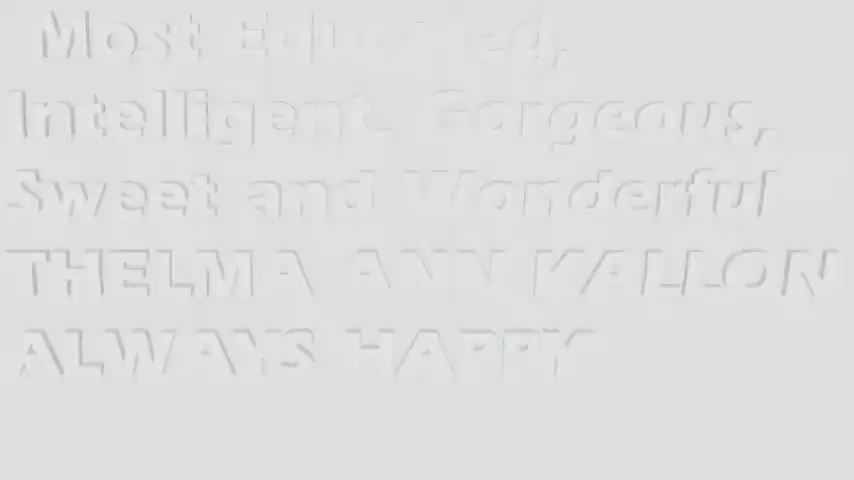 Most Educated,
Intelligent, Gorgeous,
Sweet and Wonderful
THELMA ANN KALLON
ALWAYS HAPPY